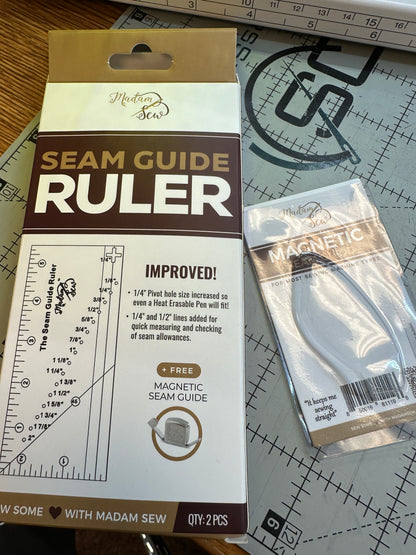 Madam
Sew
SEAM GUIDE
RULER
The Seam Guide Ruler
Madam
Sew
1/4"
1/4"
3/8"
1/2"
5/8"
3/4"
7/8"
1"
1 1/8"
1 1/4"
1 3/8"
1 1/2"
1 5/8"
1 7/8"
2"
45
IMPROVED!
• 1/4" Pivot hole size increased so
even a Heat Erasable Pen will fit!
• 1/4" and 1/2" lines added for
quick measuring and checking
of seam allowances.
+ FREE
MAGNETIC
SEAM GUIDE
SOME ♥ WITH MADAM SEW
QTY: 2 PCS
Madam
Sew
MAGNETIC
"It keeps me
sewing
straight"
6